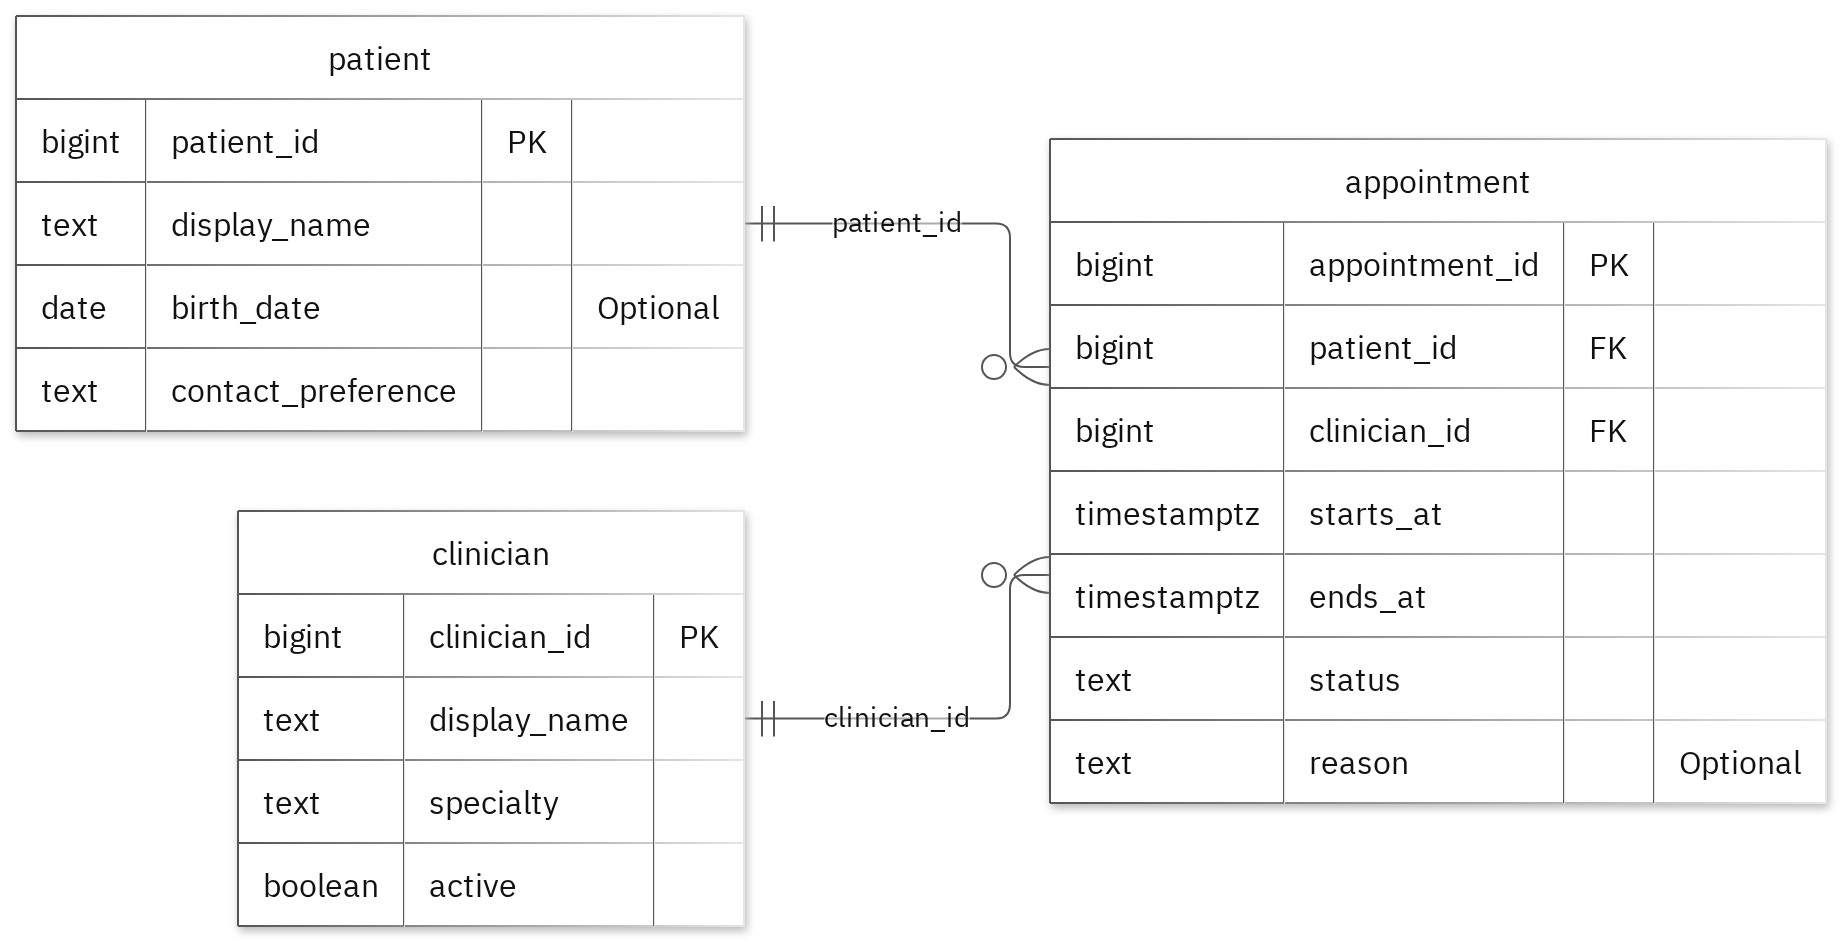 patient
bigint patient_id PK
text display_name
date birth_date Optional
text contact_preference
patient_id
clinician
bigint clinician_id PK
text display_name
text specialty
boolean active
clinician_id
appointment
bigint appointment_id PK
bigint patient_id FK
bigint clinician_id FK
timestamptz starts_at
timestamptz ends_at
text status
text reason Optional